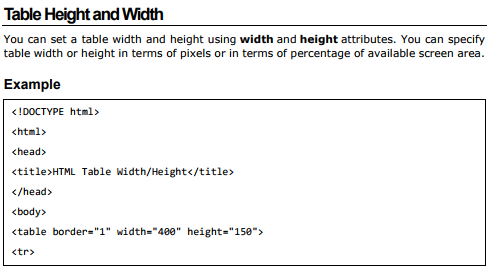 Table Height and Width
You can set a table width and height using width and height attributes. You can specify
table width or height in terms of pixels or in terms of percentage of available screen area.
Example
<!DOCTYPE html>
<html>
<head>
<title>HTML Table Width/Height</title>
</head>
<body>
<table border="1" width="400" height="150">
<tr>